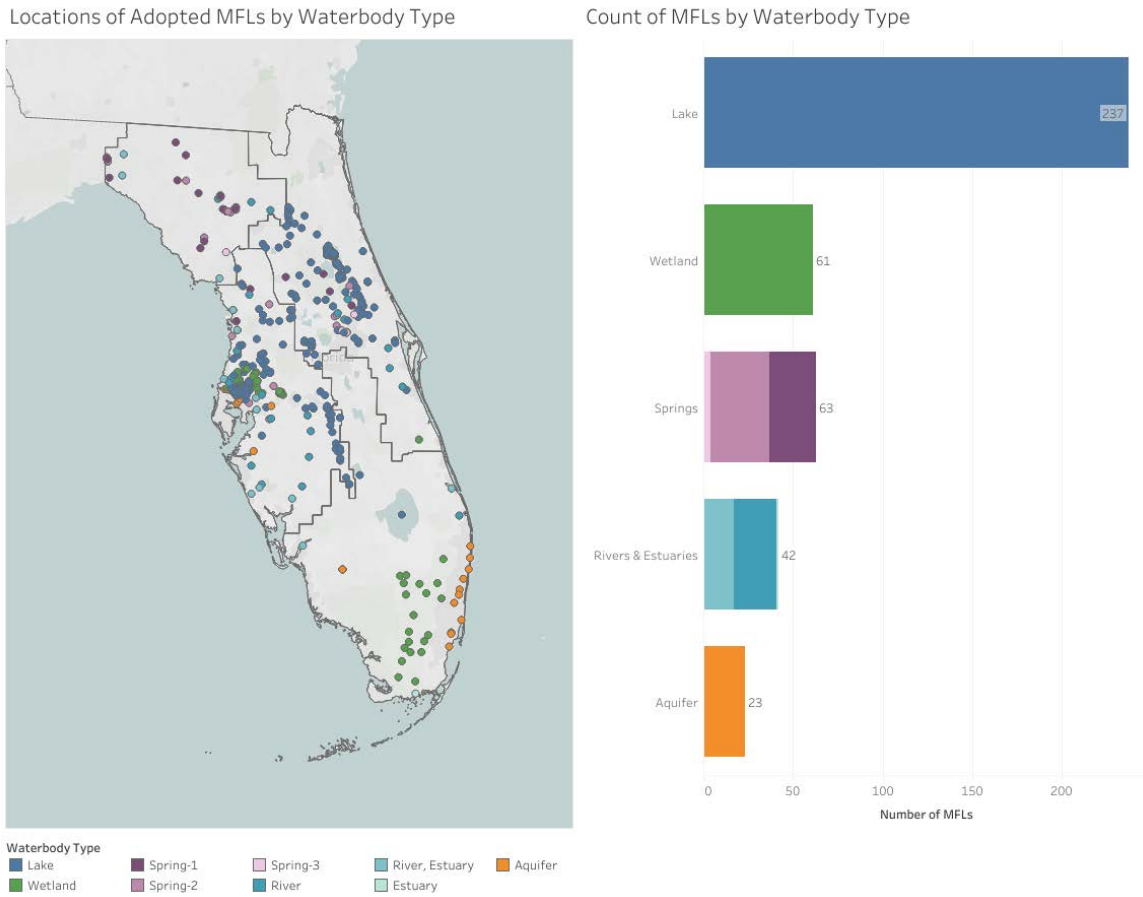 Locations of Adopted MFLs by Waterbody Type
Count of MFLs by Waterbody Type
Lake
237
Wetland
61
Springs
63
Rivers & Estuaries
42
Aquifer
23
0
50
100
150
200
Number of MFLs
Waterbody Type
Lake
Spring-1
Spring-3
River, Estuary
Aquifer
Wetland
Spring-2
River
Estuary